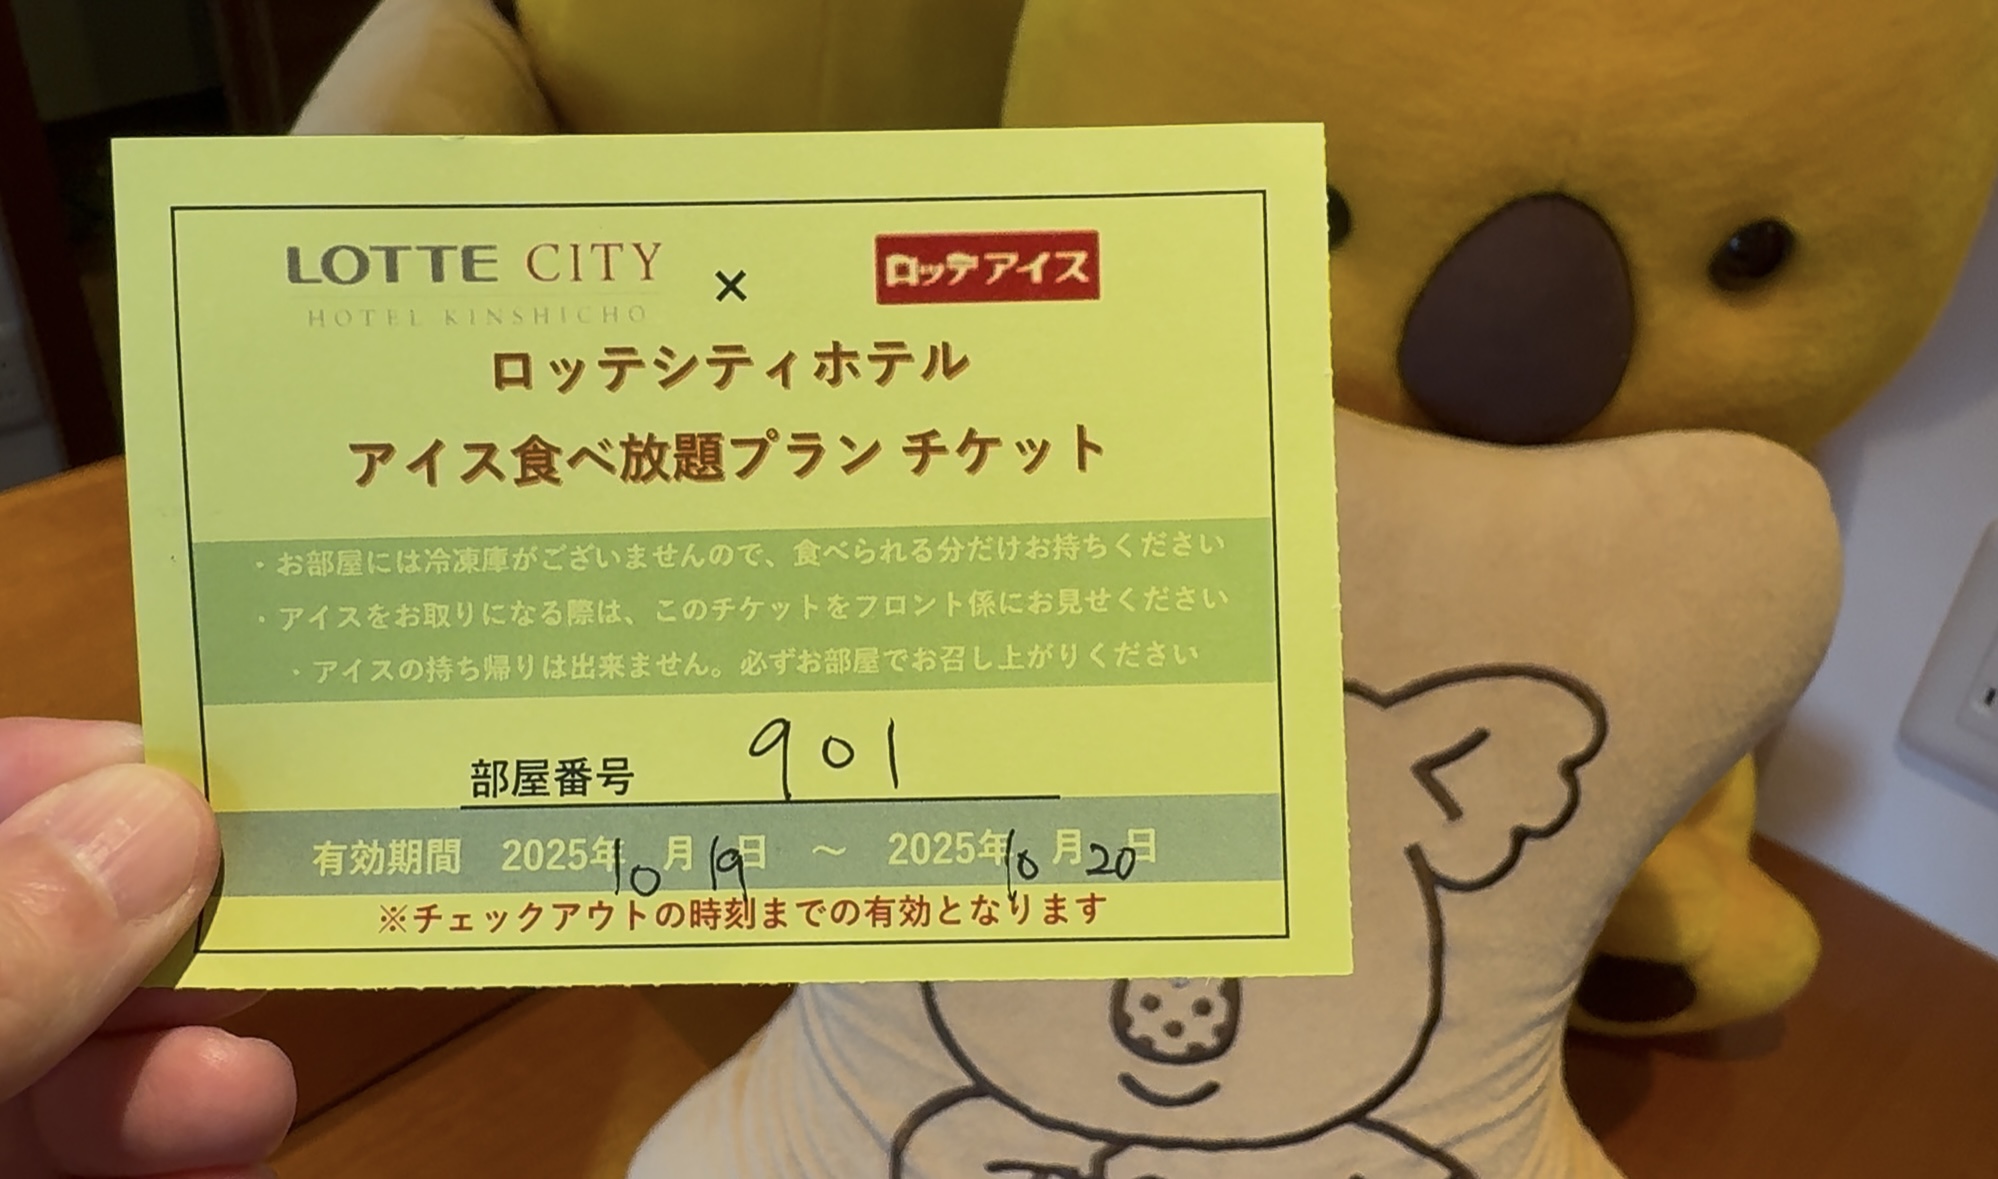 LOTTE CITY
HOTEL KINSHICHO
×
ロッテアイス
ロッテシティホテル
アイス食べ放題プラン チケット
・お部屋には冷凍庫がございませんので、食べられる分だけお持ちください
・アイスをお取りになる際は、このチケットをフロント係にお見せください
・アイスの持ち帰りは出来ません。必ずお部屋でお召し上がりください
部屋番号 901
有効期間 2025年10月19日 ～ 2025年10月20日
※チェックアウトの時刻までの有効となります